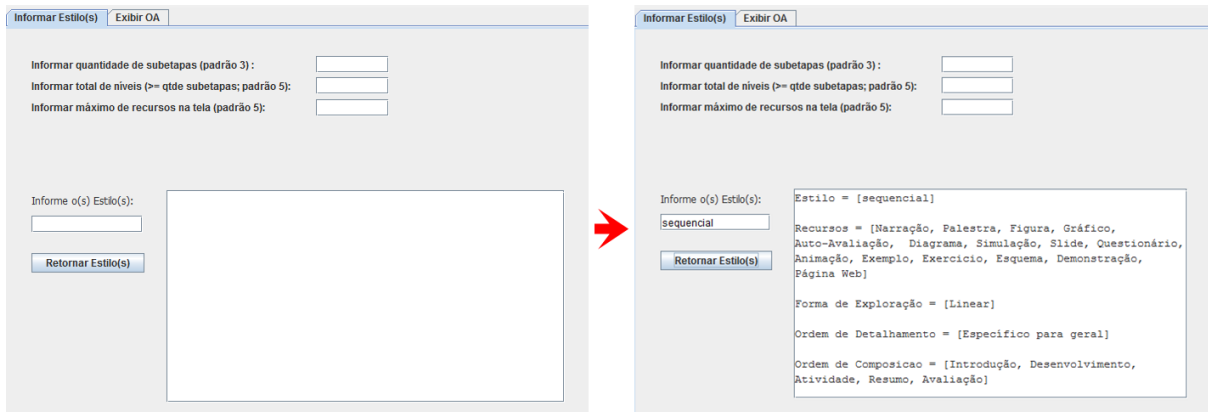 Informar Estilo(s) Exibir OA
Informar quantidade de subetapas (padrão 3) :
Informar total de níveis (>= qtde subetapas; padrão 5):
Informar máximo de recursos na tela (padrão 5):
Informe o(s) Estilo(s):
Retornar Estilo(s)
Informar Estilo(s) Exibir OA
Informar quantidade de subetapas (padrão 3) :
Informar total de níveis (>= qtde subetapas; padrão 5):
Informar máximo de recursos na tela (padrão 5):
Informe o(s) Estilo(s):
sequencial
Retornar Estilo(s)
Estilo = [sequencial]
Recursos = [Narração, Palestra, Figura, Gráfico,
Auto-Avaliação, Diagrama, Simulação, Slide, Questionário,
Animação, Exemplo, Exercicio, Esquema, Demonstração,
Página Web]
Forma de Exploração = [Linear]
Ordem de Detalhamento = [Específico para geral]
Ordem de Composicao = [Introdução, Desenvolvimento,
Atividade, Resumo, Avaliação]